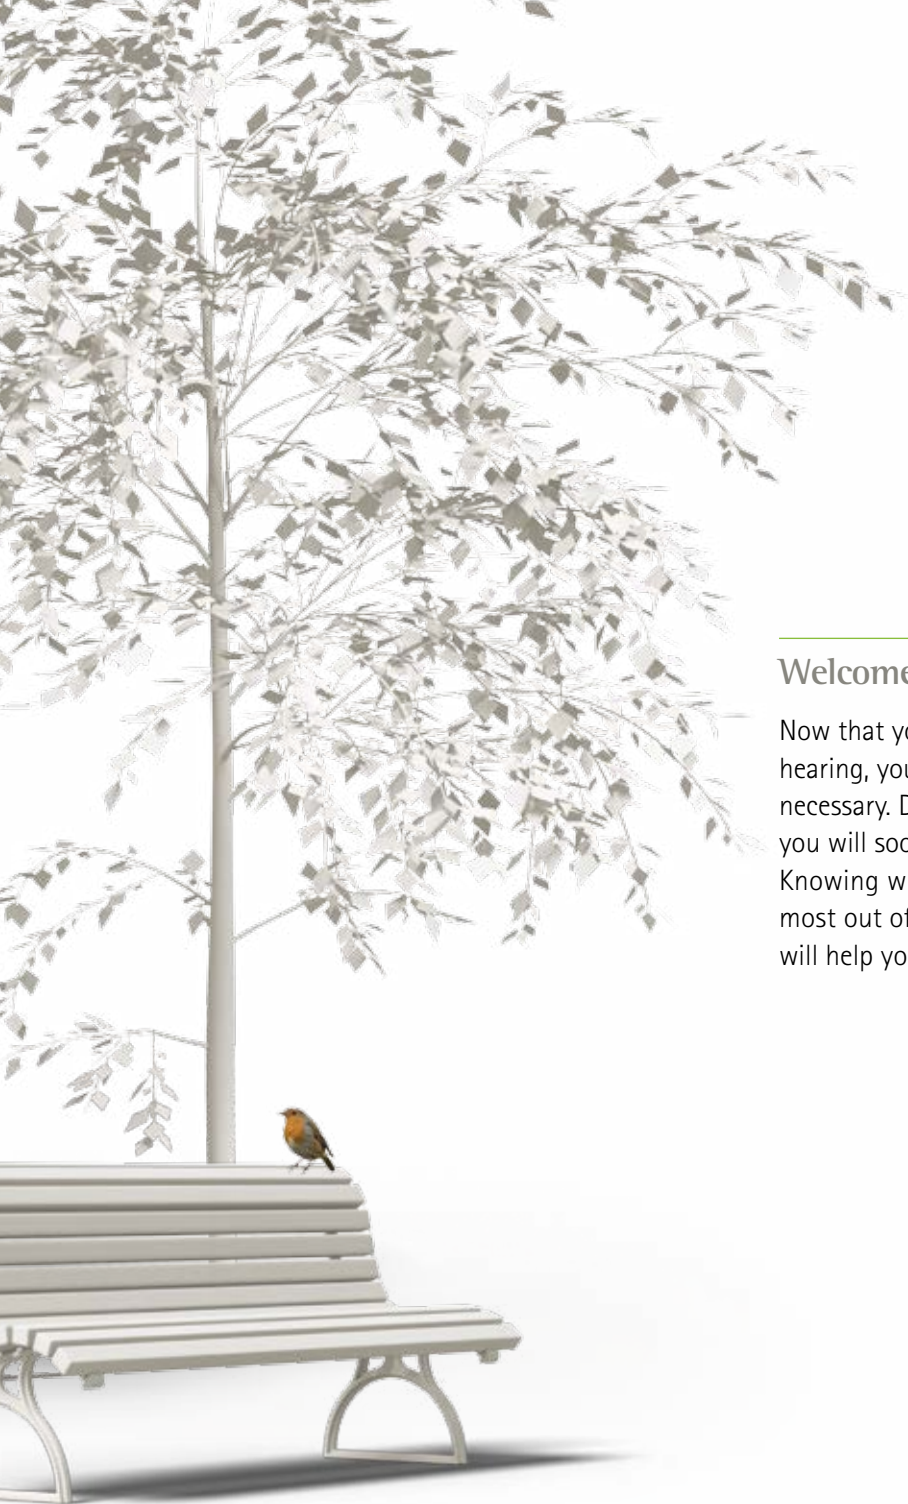 Welcome
Now that yo
hearing, you
necessary. D
you will soo
Knowing w
most out of
will help yo